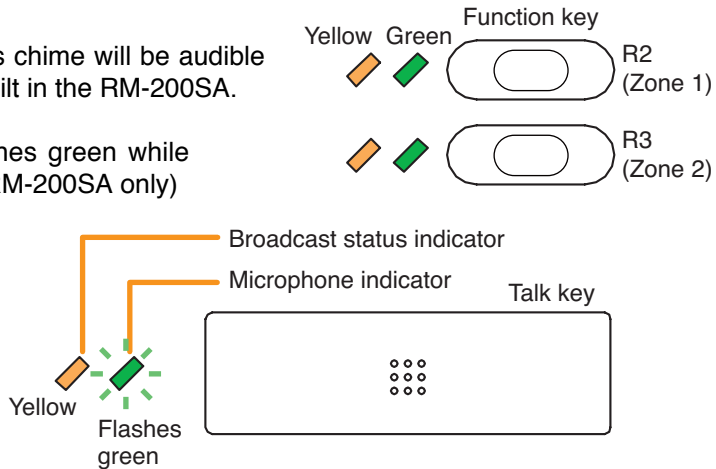 s chime will be audible
ilt in the RM-200SA.
hes green while
RM-200SA only)
Function key
Yellow Green
R2
(Zone 1)
R3
(Zone 2)
Broadcast status indicator
Microphone indicator
Talk key
Yellow
Flashes
green